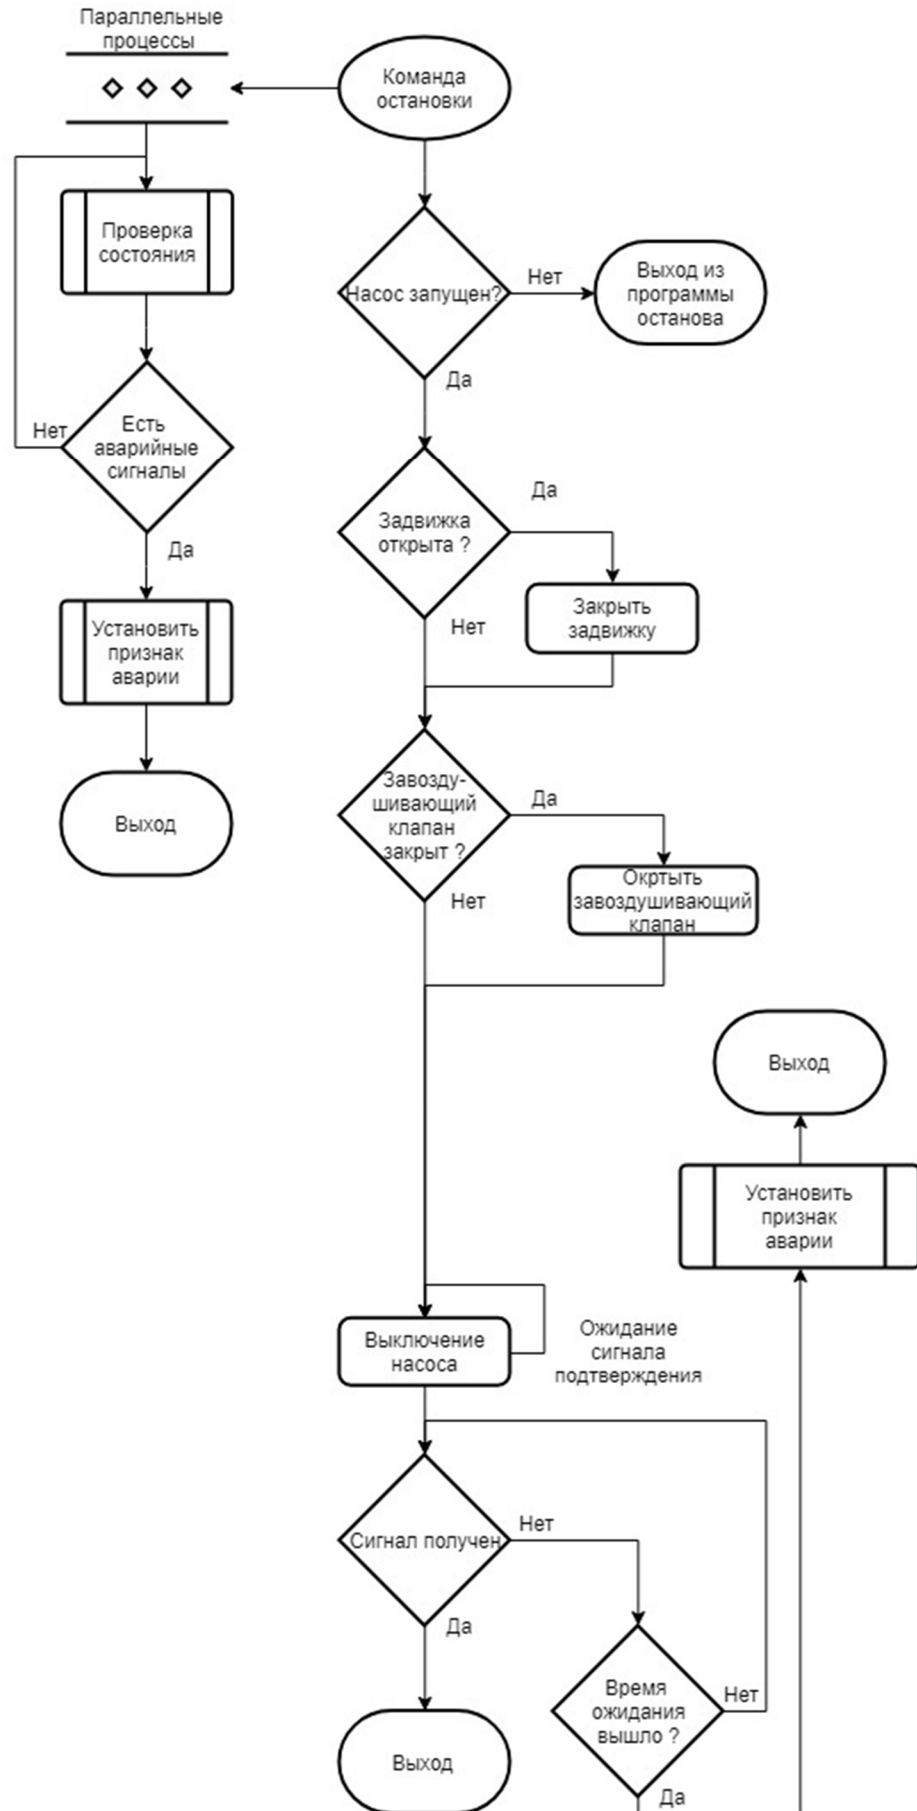 Параллельные
процессы
Команда
остановки
Проверка
состояния
Насос запущен?
Нет
Выход из
программы
останова
Да
Есть
аварийные
сигналы
Нет
Да
Задвижка
открыта ?
Да
Закрыть
задвижку
Нет
Установить
признак
аварии
Выход
Завозду-
шивающий
клапан
закрыт ?
Да
Окртыть
завоздушивающий
клапан
Нет
Выход
Установить
признак
аварии
Выключение
насоса
Ожидание
сигнала
подтверждения
Сигнал получен
Нет
Да
Время
ожидания
вышло ?
Нет
Да
Выход